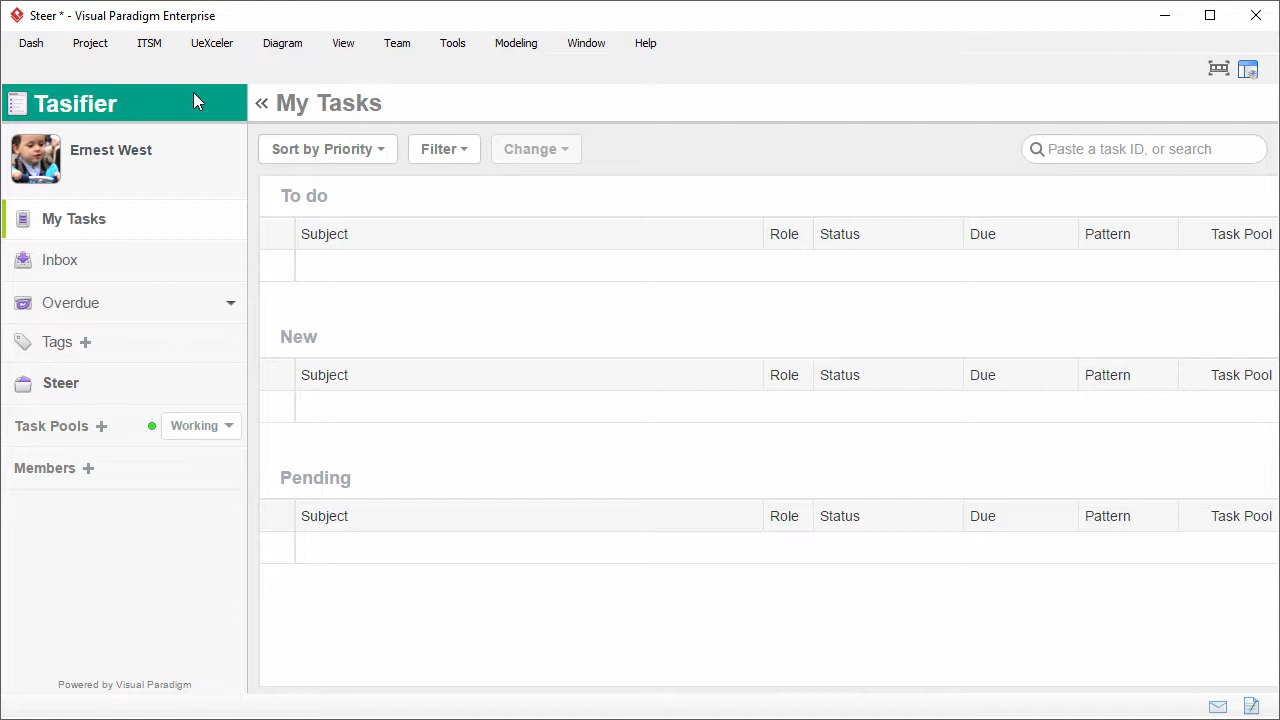 Steer * - Visual Paradigm Enterprise
Dash Project ITSM UeXceler Diagram View Team Tools Modeling Window Help
Tasifier
« My Tasks
Ernest West
Sort by Priority Filter Change Paste a task ID, or search
My Tasks
Inbox
Overdue
Tags +
Steer
Task Pools + Working
Members +
Powered by Visual Paradigm
To do
Subject Role Status Due Pattern Task Pool
New
Subject Role Status Due Pattern Task Pool
Pending
Subject Role Status Due Pattern Task Pool